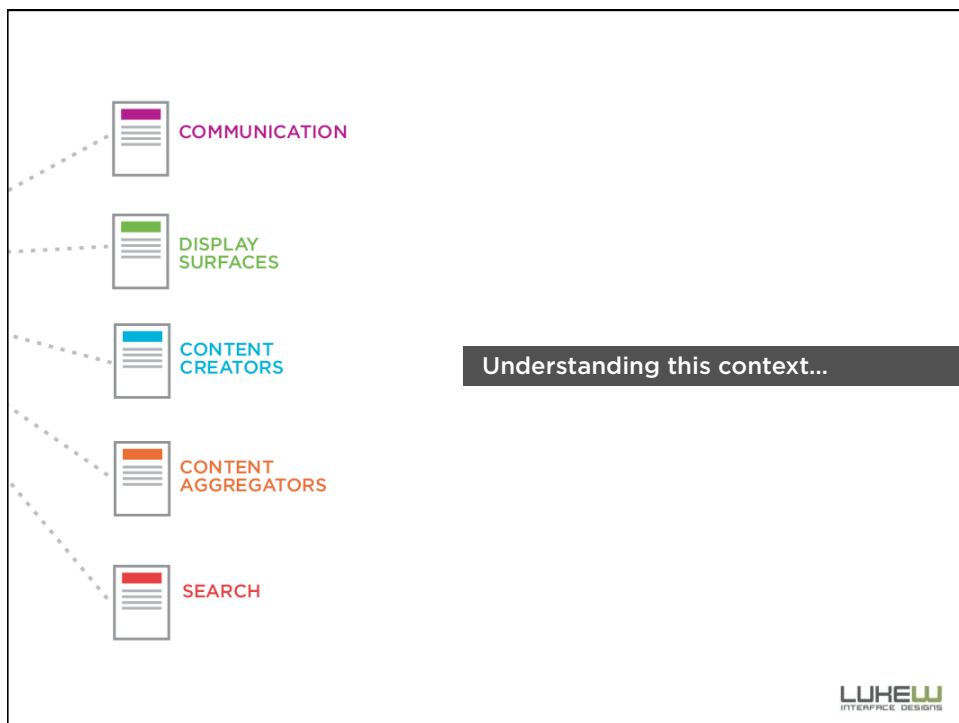 COMMUNICATION
DISPLAY
SURFACES
CONTENT
CREATORS
Understanding this context...
CONTENT
AGGREGATORS
SEARCH
LUKEW
INTERFACE DESIGNS